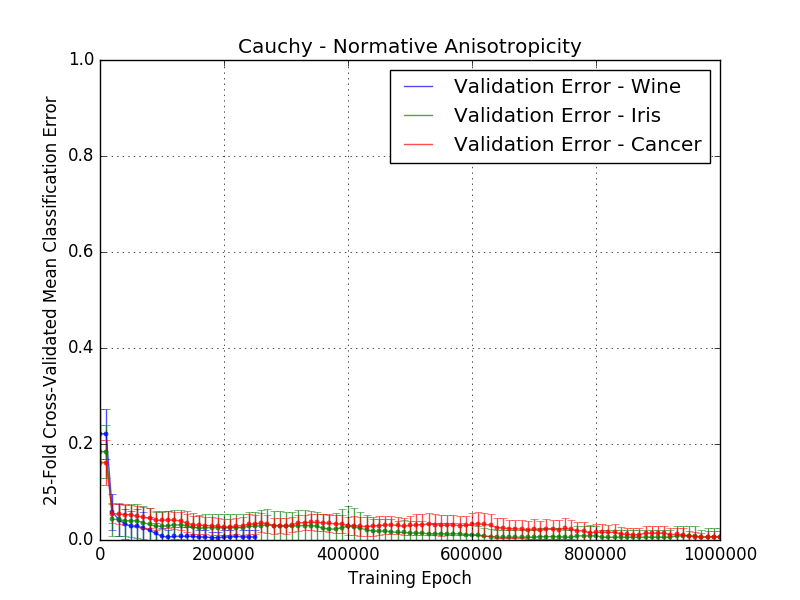 Cauchy - Normative Anisotropicity
1.0
0.8
0.6
0.4
0.2
0.0
25-Fold Cross-Validated Mean Classification Error
Validation Error - Wine
Validation Error - Iris
Validation Error - Cancer
0
200000
400000
600000
800000
1000000
Training Epoch